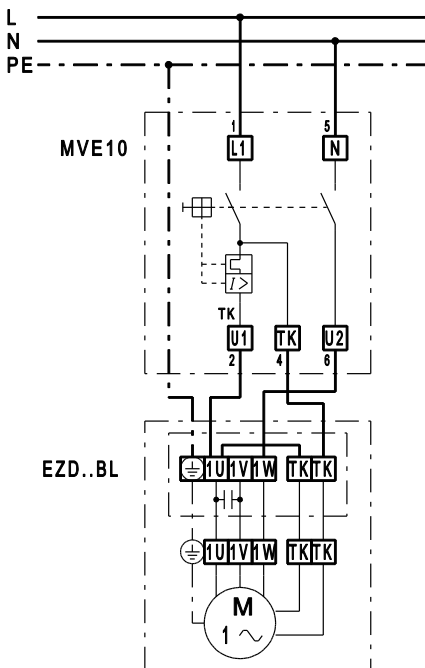 L
N
PE
1 5
MVE10 L1 N
I>
TK
U1 TK U2
2 4 6
EZD..BL 1U 1V 1W TK TK
1U 1V 1W TK TK
M
1 ~